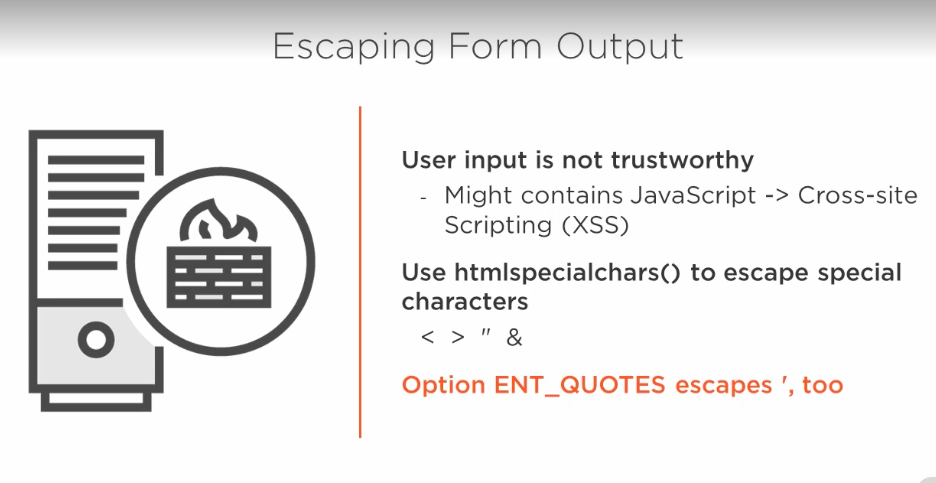 Escaping Form Output
User input is not trustworthy
- Might contains JavaScript -> Cross-site
Scripting (XSS)
Use htmlspecialchars() to escape special
characters
< > " &
Option ENT_QUOTES escapes ', too